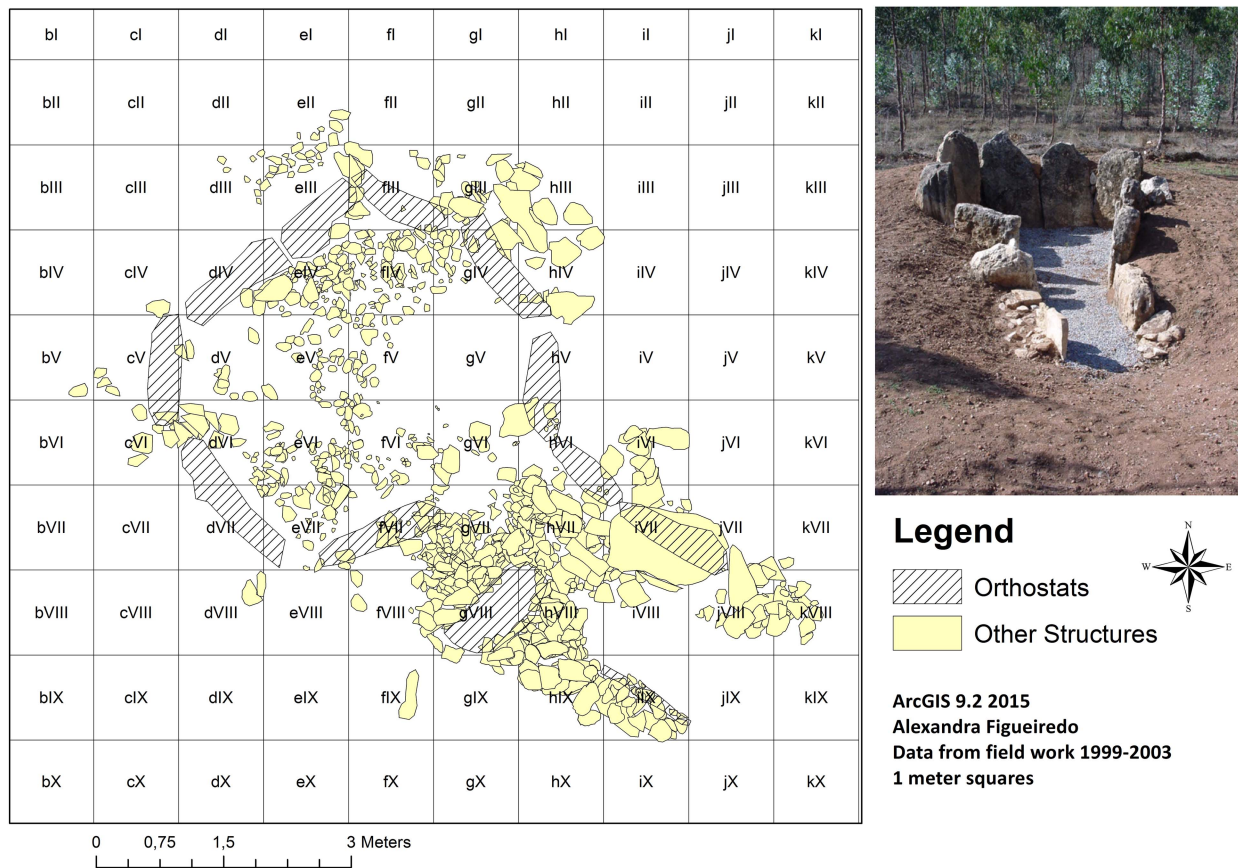 bI cI dI eI fI gI hI iI jI kI
bII cII dII eII fII gII hII iII jII kII
bIII cIII dIII eIII fIII gIII hIII iIII jIII kIII
bIV cIV dIV eIV fIV gIV hIV iIV jIV kIV
bV cV dV eV fV gV hV iV jV kV
bVI cVI dVI eVI fVI gVI hVI iVI jVI kVI
bVII cVII dVII eVII fVII gVII hVII iVII jVII kVII
bVIII cVIII dVIII eVIII fVIII gVIII hVIII iVIII jVIII kVIII
bIX cIX dIX eIX fIX gIX hIX iIX jIX kIX
bX cX dX eX fX gX hX iX jX kX
0 0,75 1,5 3 Meters
Legend
N
W E
S
Orthostats
Other Structures
ArcGIS 9.2 2015
Alexandra Figueiredo
Data from field work 1999-2003
1 meter squares